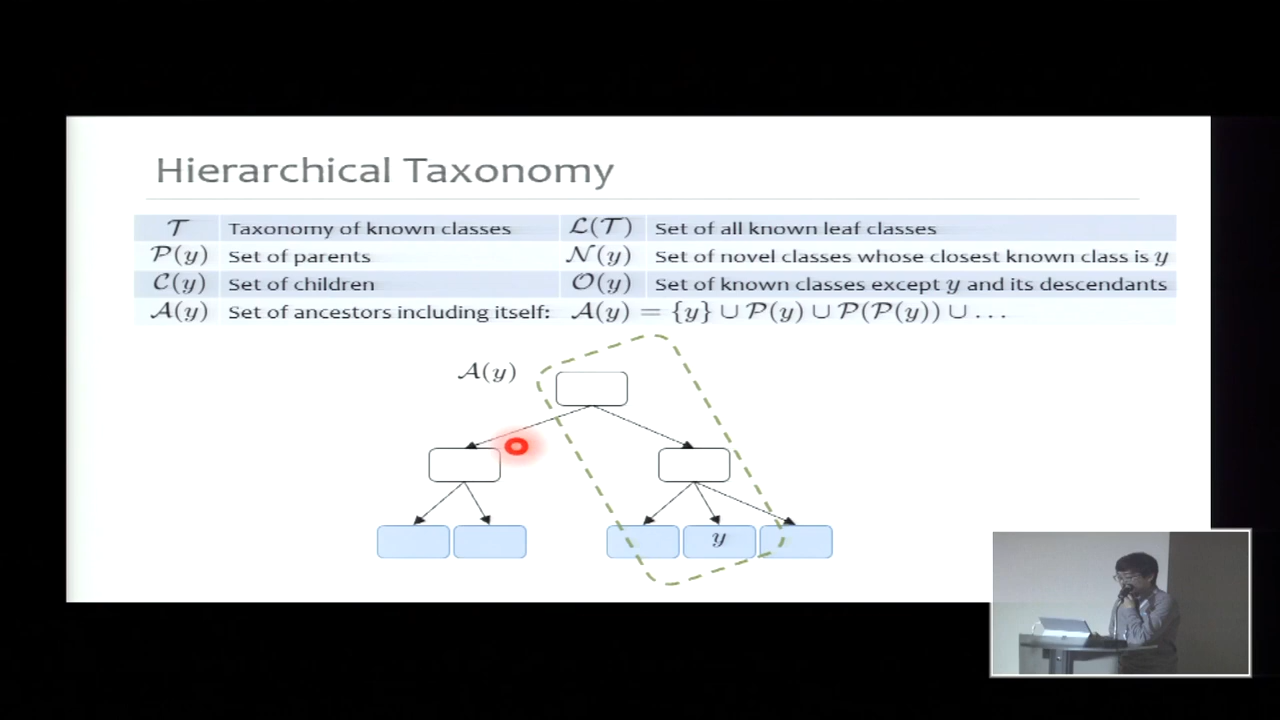 Hierarchical Taxonomy
𝒯 Taxonomy of known classes ℒ(𝒯) Set of all known leaf classes
𝒫(y) Set of parents 𝒩(y) Set of novel classes whose closest known class is y
𝒞(y) Set of children 𝒪(y) Set of known classes except y and its descendants
𝒜(y) Set of ancestors including itself: 𝒜(y) = {y} ∪ 𝒫(y) ∪ 𝒫(𝒫(y)) ∪ ...
𝒜(y)
y